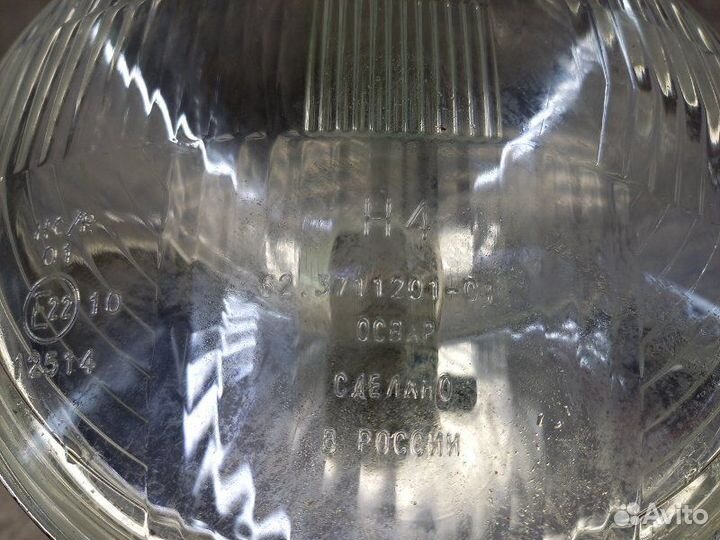 H4
HC/R
01
E22 10
12514
62.3711201-01
ОСВАР
СДЕЛАНО
В РОССИИ
Avito